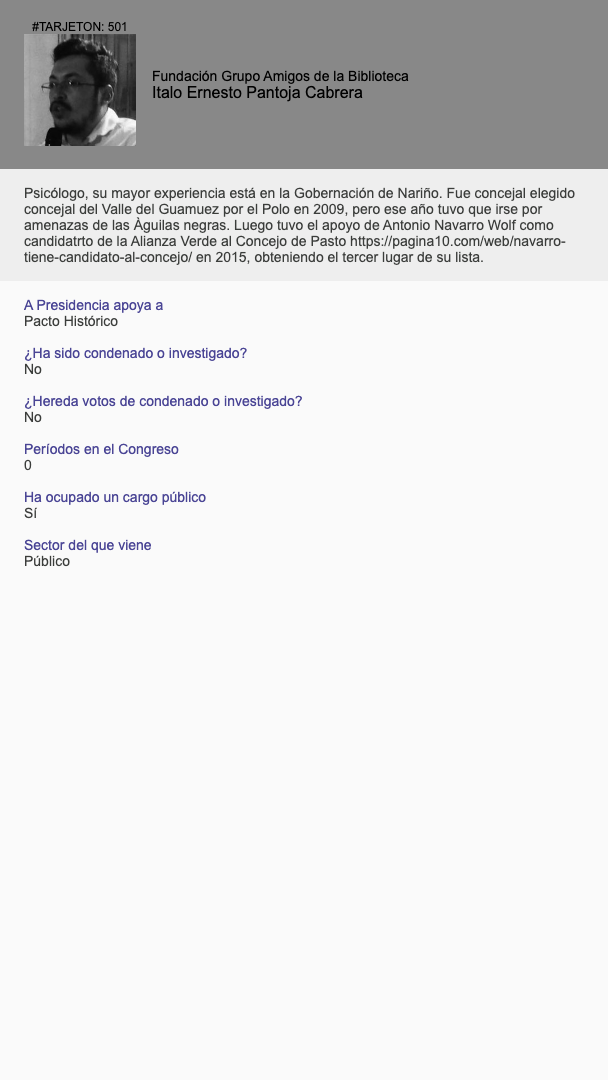 #TARJETON: 501
Fundación Grupo Amigos de la Biblioteca
Italo Ernesto Pantoja Cabrera
Psicólogo, su mayor experiencia está en la Gobernación de Nariño. Fue concejal elegido
concejal del Valle del Guamuez por el Polo en 2009, pero ese año tuvo que irse por
amenazas de las Àguilas negras. Luego tuvo el apoyo de Antonio Navarro Wolf como
candidatrto de la Alianza Verde al Concejo de Pasto https://pagina10.com/web/navarro-
tiene-candidato-al-concejo/ en 2015, obteniendo el tercer lugar de su lista.
A Presidencia apoya a
Pacto Histórico
¿Ha sido condenado o investigado?
No
¿Hereda votos de condenado o investigado?
No
Períodos en el Congreso
0
Ha ocupado un cargo público
Sí
Sector del que viene
Público